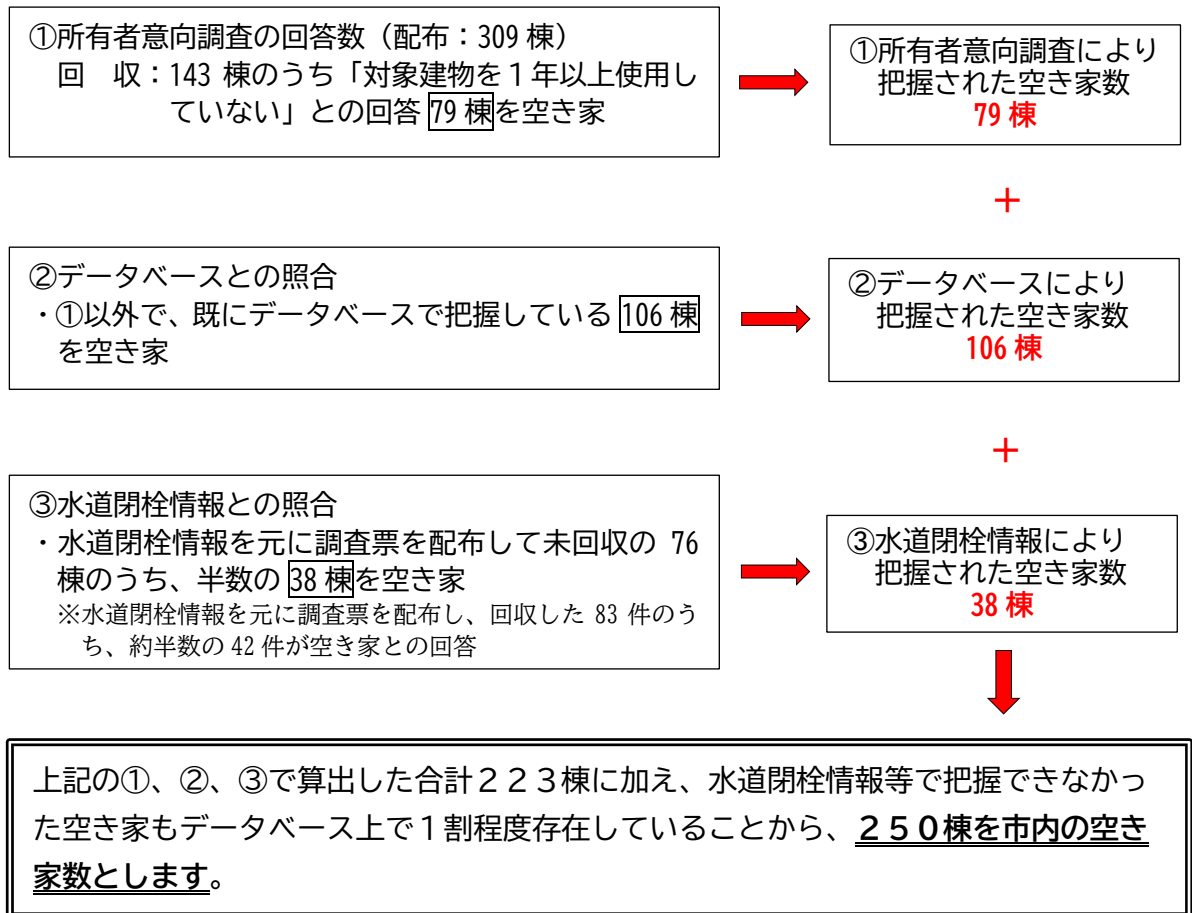 ①所有者意向調査の回答数（配布：309 棟）
回　収：143 棟のうち「対象建物を１年以上使用し
ていない」との回答 79 棟を空き家
①所有者意向調査により
把握された空き家数
79 棟
＋
②データベースとの照合
・①以外で、既にデータベースで把握している 106 棟
を空き家
②データベースにより
把握された空き家数
106 棟
＋
③水道閉栓情報との照合
・水道閉栓情報を元に調査票を配布して未回収の 76
棟のうち、半数の 38 棟を空き家
※水道閉栓情報を元に調査票を配布し、回収した 83 件のう
ち、約半数の 42 件が空き家との回答
③水道閉栓情報により
把握された空き家数
38 棟
上記の①、②、③で算出した合計２２３棟に加え、水道閉栓情報等で把握できなかっ
た空き家もデータベース上で１割程度存在していることから、２５０棟を市内の空き
家数とします。